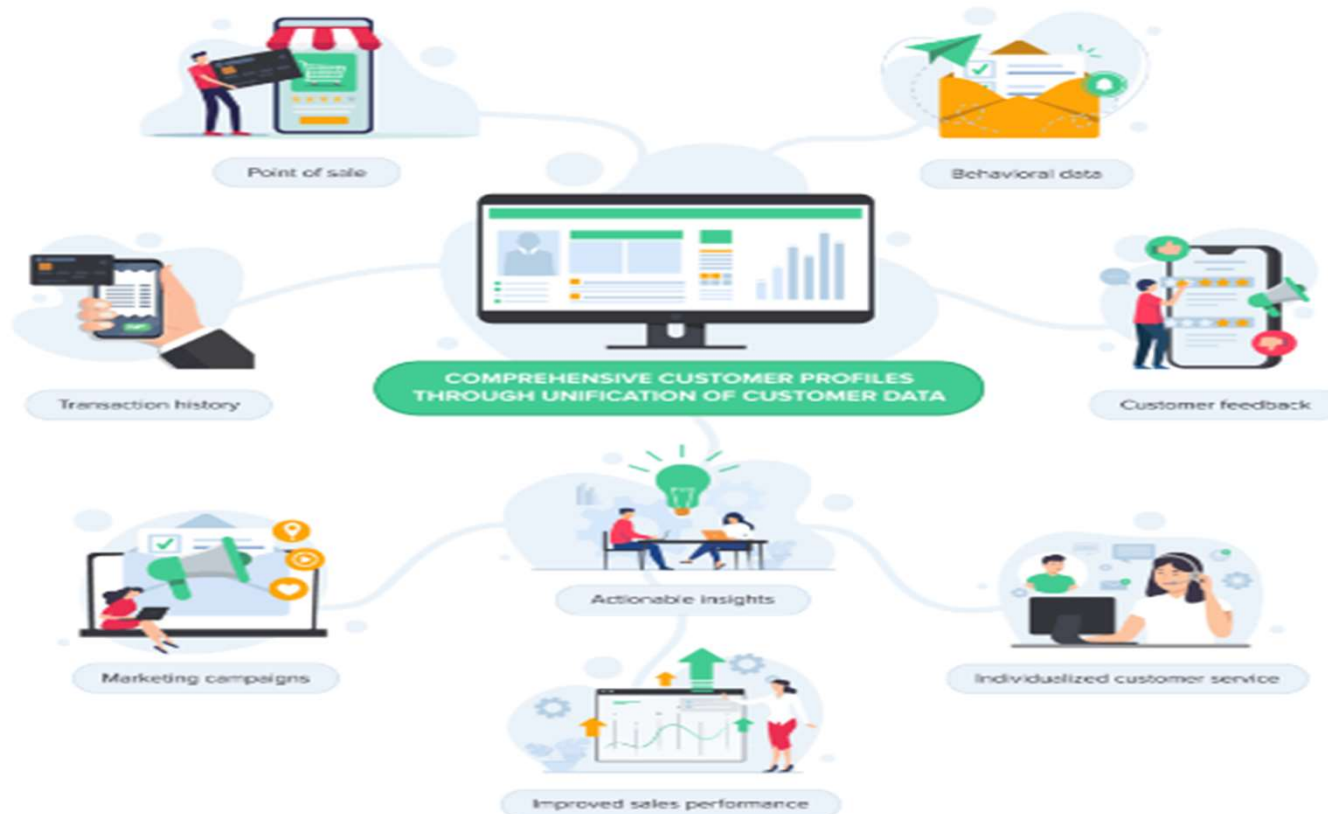 Point of sale
Behavioral data
Transaction history
COMPREHENSIVE CUSTOMER PROFILES
THROUGH UNIFICATION OF CUSTOMER DATA
Customer feedback
Actionable insights
Marketing campaigns
Individualized customer service
Improved sales performance